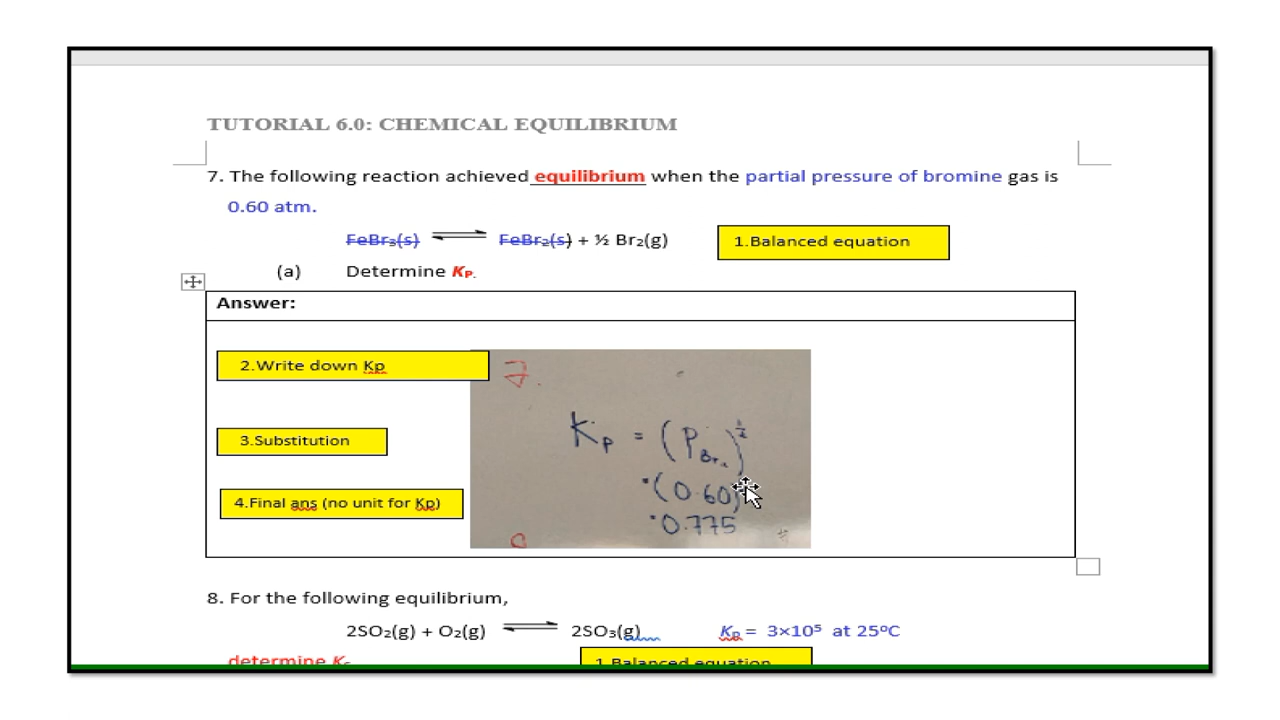 TUTORIAL 6.0: CHEMICAL EQUILIBRIUM
7. The following reaction achieved equilibrium when the partial pressure of bromine gas is
0.60 atm.
FeBr₃(s) ⇌ FeBr₂(s) + ½ Br₂(g)
1.Balanced equation
(a) Determine KP.
Answer:
2.Write down Kp
7.
KP = (PBr₂)^½
3.Substitution
(0.60)
4.Final ans (no unit for Kp)
0.775
8. For the following equilibrium,
2SO₂(g) + O₂(g) ⇌ 2SO₃(g) Kp = 3×10⁵ at 25ºC
determine Kc
1.Balanced equation